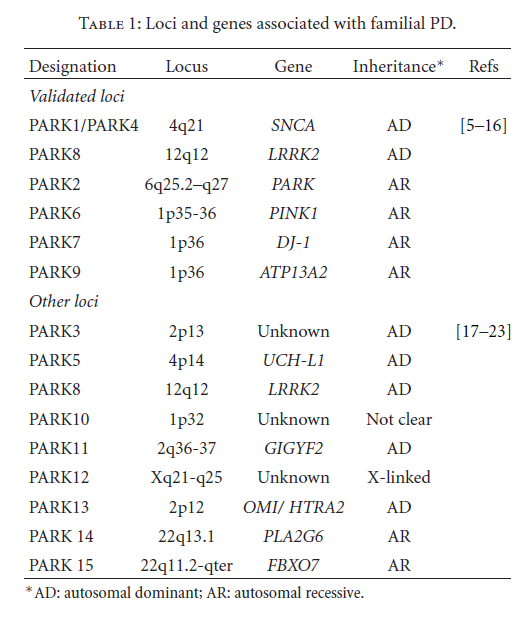 TABLE 1: Loci and genes associated with familial PD.
Designation Locus Gene Inheritance* Refs
Validated loci
PARK1/PARK4 4q21 SNCA AD [5–16]
PARK8 12q12 LRRK2 AD
PARK2 6q25.2–q27 PARK AR
PARK6 1p35-36 PINK1 AR
PARK7 1p36 DJ-1 AR
PARK9 1p36 ATP13A2 AR
Other loci
PARK3 2p13 Unknown AD [17–23]
PARK5 4p14 UCH-L1 AD
PARK8 12q12 LRRK2 AD
PARK10 1p32 Unknown Not clear
PARK11 2q36-37 GIGYF2 AD
PARK12 Xq21-q25 Unknown X-linked
PARK13 2p12 OMI/ HTRA2 AD
PARK 14 22q13.1 PLA2G6 AR
PARK 15 22q11.2-qter FBXO7 AR
*AD: autosomal dominant; AR: autosomal recessive.